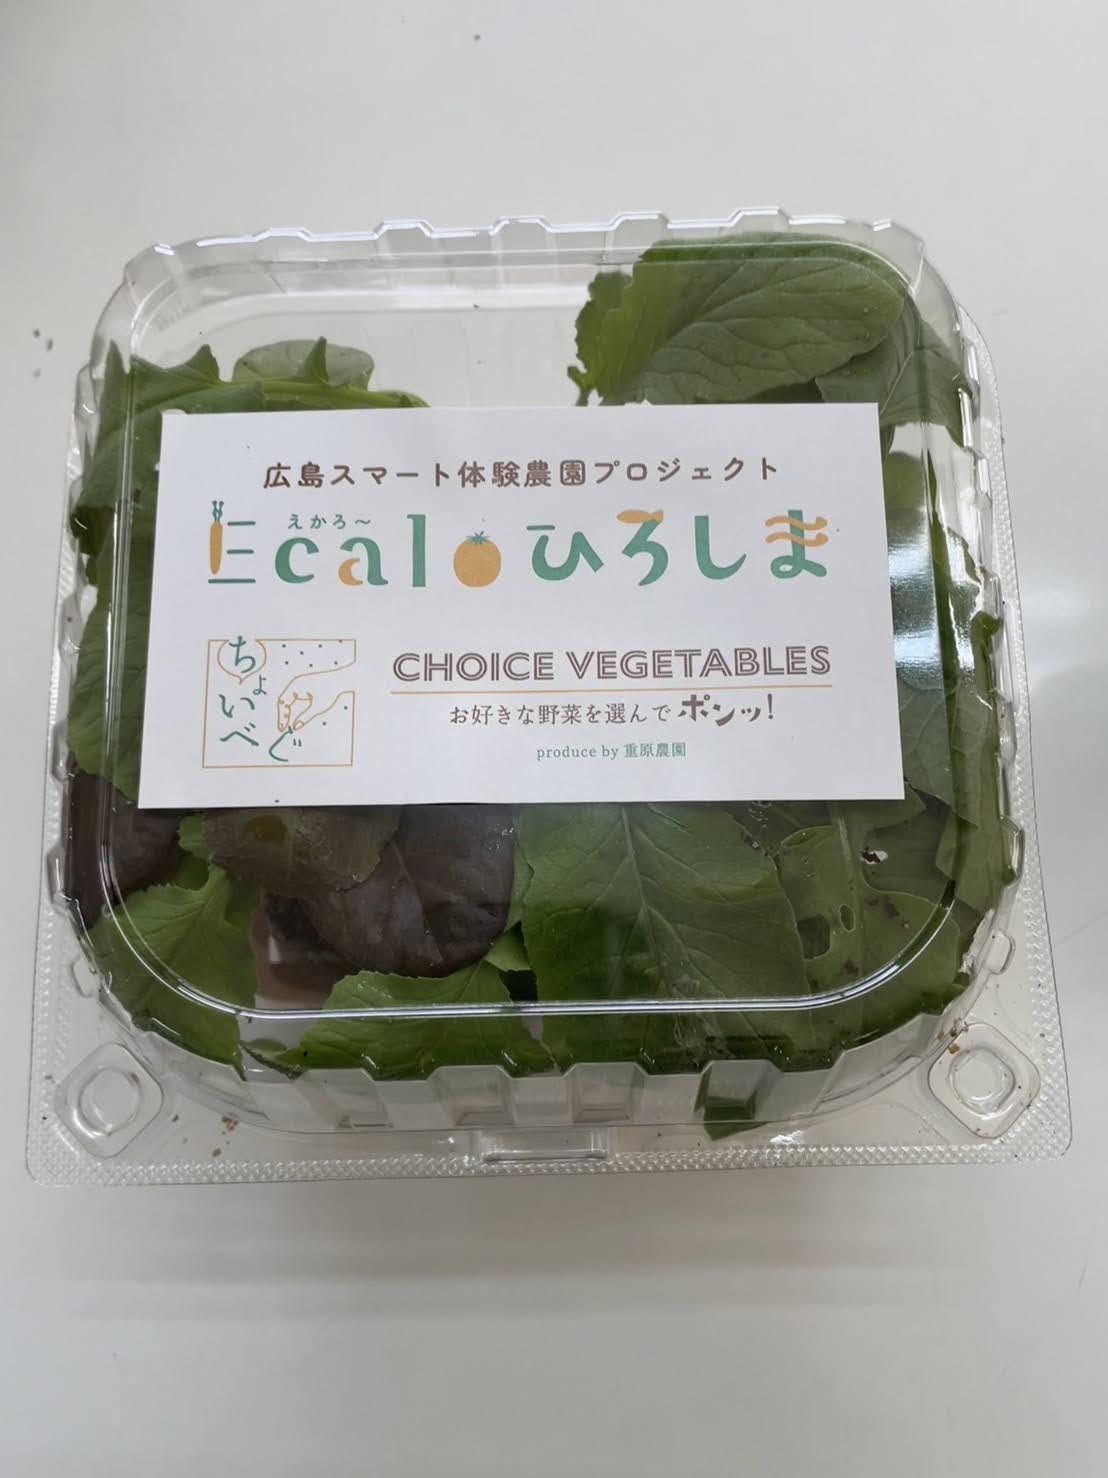 広島スマート体験農園プロジェクト
えかろ〜
Ecalo ひろしま
ちょいべぐ
CHOICE VEGETABLES
お好きな野菜を選んでポンッ!
produce by 重原農園